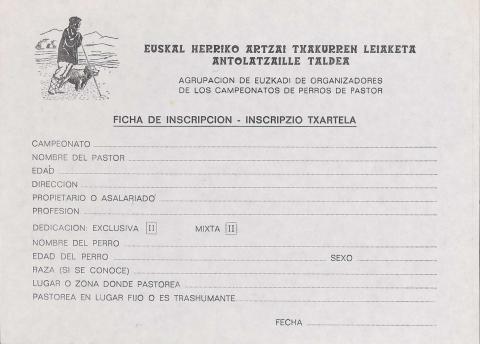 EUSKAL HERRIKO ARTZAI TXAKURREN LEIAKETA
ANTOLATZAILLE TALDEA
AGRUPACION DE EUZKADI DE ORGANIZADORES
DE LOS CAMPEONATOS DE PERROS DE PASTOR
FICHA DE INSCRIPCION - INSCRIPZIO TXARTELA
CAMPEONATO
NOMBRE DEL PASTOR
EDAD
DIRECCION
PROPIETARIO O ASALARIADO
PROFESION
DEDICACION: EXCLUSIVA [] MIXTA []
NOMBRE DEL PERRO
EDAD DEL PERRO SEXO
RAZA (SI SE CONOCE)
LUGAR O ZONA DONDE PASTOREA
PASTOREA EN LUGAR FIJO O ES TRASHUMANTE
FECHA